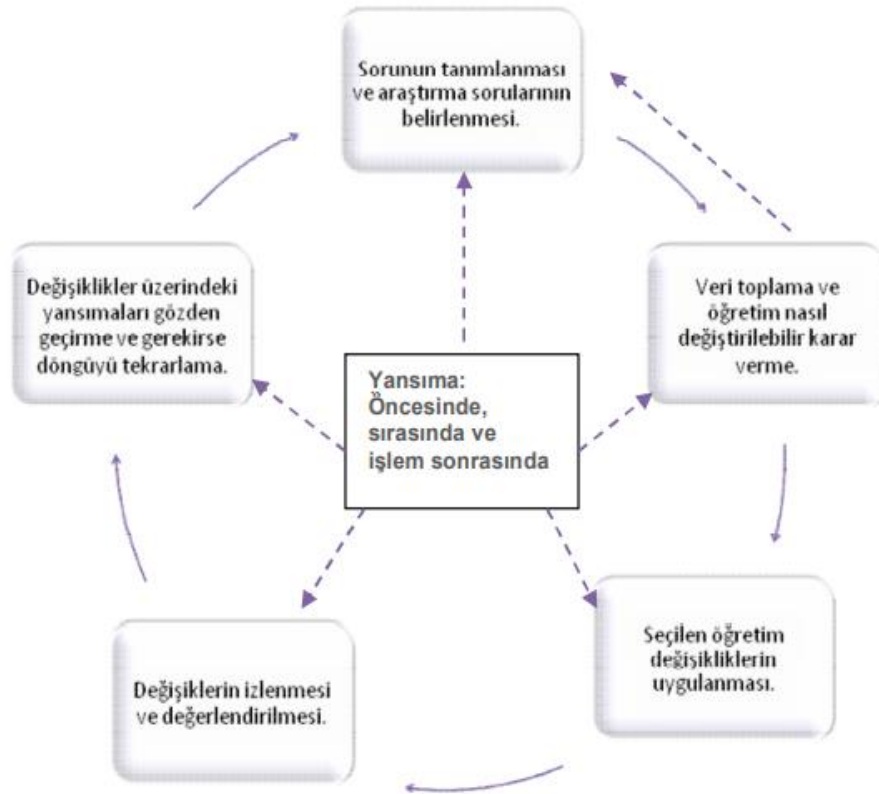 Sorunun tanımlanması
ve araştırma sorularının
belirlenmesi.
Veri toplama ve
öğretim nasıl
değiştirilebilir karar
verme.
Seçilen öğretim
değişikliklerin
uygulanması.
Değişiklerin izlenmesi
ve değerlendirilmesi.
Değişiklikler üzerindeki
yansımaları gözden
geçirme ve gerekirse
döngüyü tekrarlama.
Yansıma:
Öncesinde,
sırasında ve
işlem sonrasında